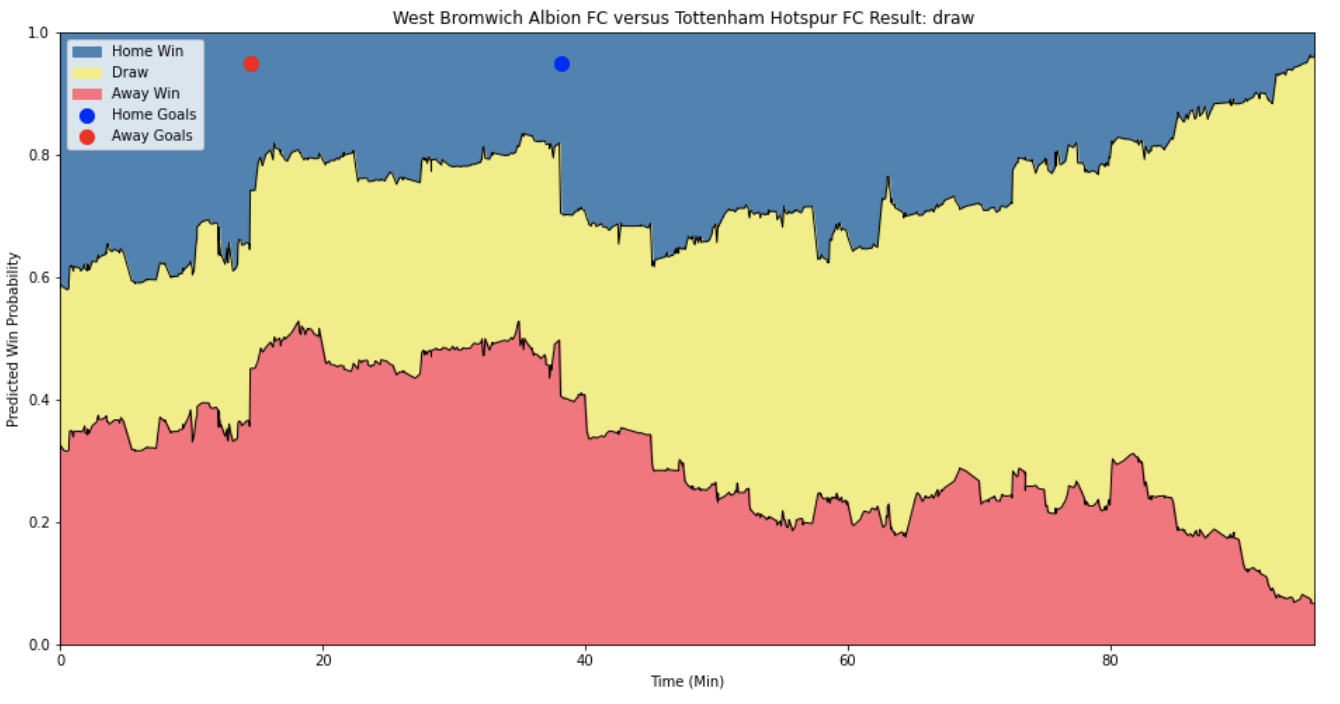 West Bromwich Albion FC versus Tottenham Hotspur FC Result: draw
Home Win
Draw
Away Win
Home Goals
Away Goals
Predicted Win Probability
1.0
0.8
0.6
0.4
0.2
0.0
0
20
40
60
80
Time (Min)